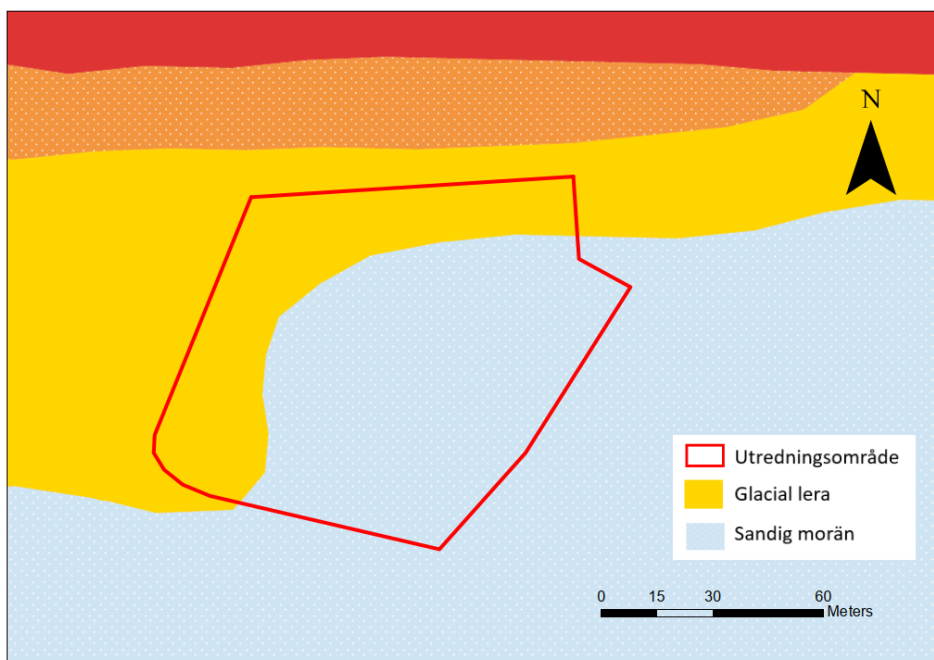 N
Utredningsområde
Glacial lera
Sandig morän
0 15 30 60
Meters